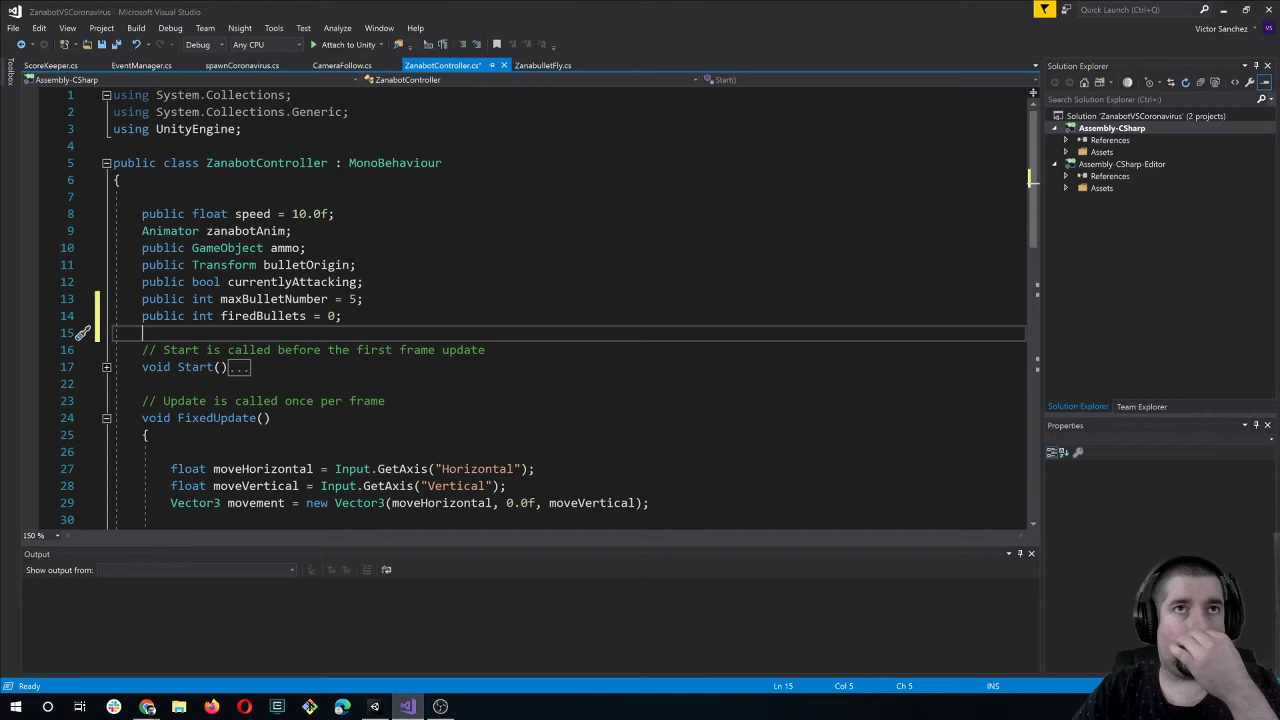 ZanabotVSCoronavirus - Microsoft Visual Studio
Quick Launch (Ctrl+Q)
File Edit View Project Build Debug Team Tools Test Analyze Window Help
Victor Sanchez VS
Debug Any CPU Attach to Unity
ScoreKeeper.cs EventManager.cs spawnCoronavirus.cs CameraFollow.cs ZanabotController.cs* ZanabulletFly.cs
Assembly-CSharp ZanabotController Start()
Toolbox
1 using System.Collections;
2 using System.Collections.Generic;
3 using UnityEngine;
4
5 public class ZanabotController : MonoBehaviour
6 {
7
8 public float speed = 10.0f;
9 Animator zanabotAnim;
10 public GameObject ammo;
11 public Transform bulletOrigin;
12 public bool currentlyAttacking;
13 public int maxBulletNumber = 5;
14 public int firedBullets = 0;
15
16 // Start is called before the first frame update
17 void Start()...
22
23 // Update is called once per frame
24 void FixedUpdate()
25 {
26
27 float moveHorizontal = Input.GetAxis("Horizontal");
28 float moveVertical = Input.GetAxis("Vertical");
29 Vector3 movement = new Vector3(moveHorizontal, 0.0f, moveVertical);
30
150 %
Output
Show output from:
Solution Explorer
Search Solution Explorer (Ctrl+;)
Solution 'ZanabotVSCoronavirus' (2 projects)
Assembly-CSharp
References
Assets
Assembly-CSharp-Editor
References
Assets
Solution Explorer Team Explorer
Properties
Ready Ln 15 Col 5 Ch 5 INS